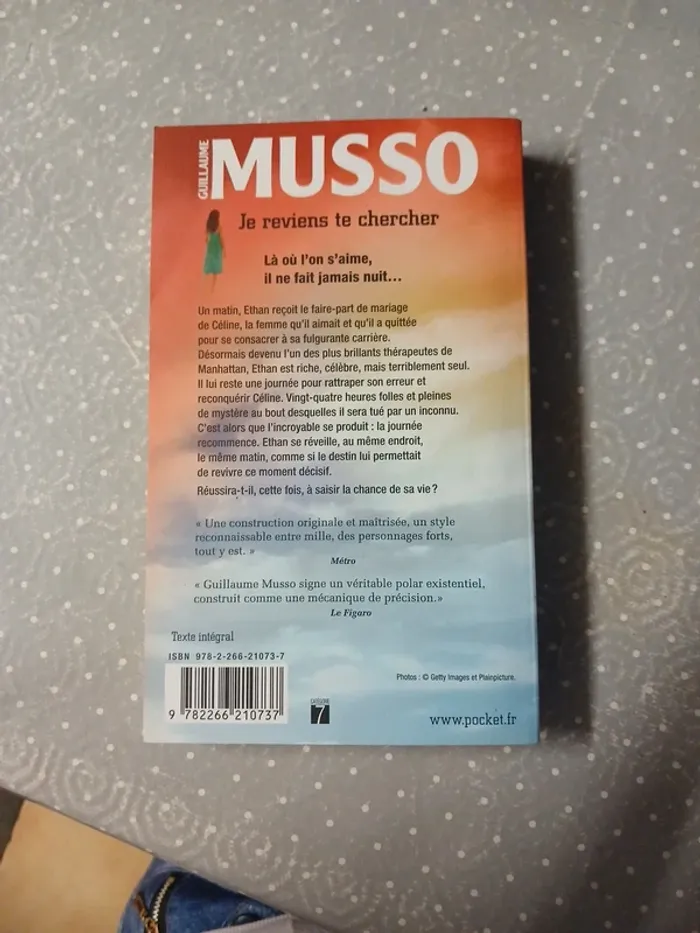 GUILLAUME
MUSSO
Je reviens te chercher
Là où l'on s'aime,
il ne fait jamais nuit…
Un matin, Ethan reçoit le faire-part de mariage
de Céline, la femme qu'il aimait et qu'il a quittée
pour se consacrer à sa fulgurante carrière.
Désormais devenu l'un des plus brillants thérapeutes de
Manhattan, Ethan est riche, célèbre, mais terriblement seul.
Il lui reste une journée pour rattraper son erreur et
reconquérir Céline. Vingt-quatre heures folles et pleines
de mystère au bout desquelles il sera tué par un inconnu.
C'est alors que l'incroyable se produit : la journée
recommence. Ethan se réveille, au même endroit,
le même matin, comme si le destin lui permettait
de revivre ce moment décisif.
Réussira-t-il, cette fois, à saisir la chance de sa vie ?
« Une construction originale et maîtrisée, un style
reconnaissable entre mille, des personnages forts,
tout y est. »
Métro
« Guillaume Musso signe un véritable polar existentiel,
construit comme une mécanique de précision.»
Le Figaro
Texte intégral
ISBN 978-2-266-21073-7
Photos : © Getty Images et Plainpicture.
9 782266 210737
CATÉGORIE
7
www.pocket.fr